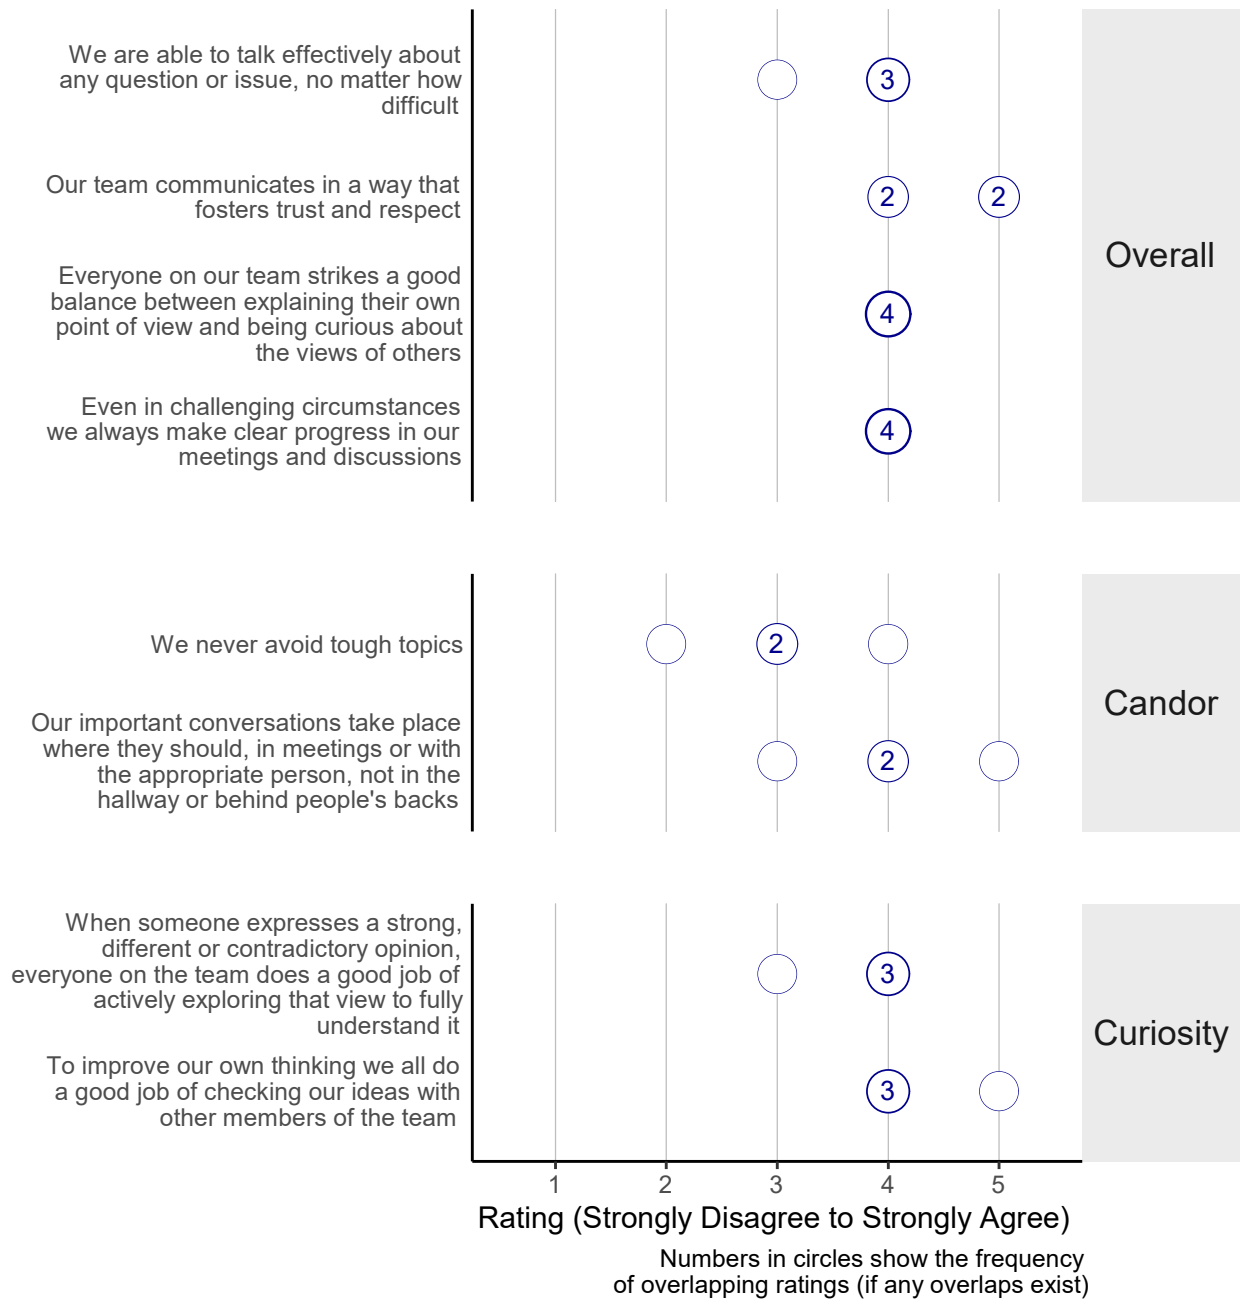 We are able to talk effectively about
any question or issue, no matter how
difficult
3
Our team communicates in a way that
fosters trust and respect
2 2
Everyone on our team strikes a good
balance between explaining their own
point of view and being curious about
the views of others
4
Even in challenging circumstances
we always make clear progress in our
meetings and discussions
4
Overall
We never avoid tough topics
2
Our important conversations take place
where they should, in meetings or with
the appropriate person, not in the
hallway or behind people's backs
2
Candor
When someone expresses a strong,
different or contradictory opinion,
everyone on the team does a good job of
actively exploring that view to fully
understand it
3
To improve our own thinking we all do
a good job of checking our ideas with
other members of the team
3
Curiosity
1 2 3 4 5
Rating (Strongly Disagree to Strongly Agree)
Numbers in circles show the frequency
of overlapping ratings (if any overlaps exist)